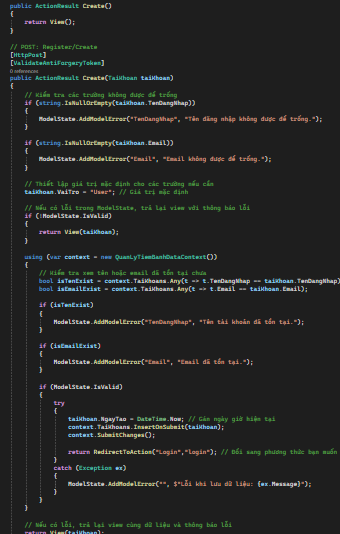 public ActionResult Create()
{
return View();
}
// POST: Register/Create
[HttpPost]
[ValidateAntiForgeryToken]
0 references
public ActionResult Create(TaiKhoan taiKhoan)
{
// Kiểm tra các trường không được để trống
if (string.IsNullOrEmpty(taiKhoan.TenDangNhap))
{
ModelState.AddModelError("TenDangNhap", "Tên đăng nhập không được để trống.");
}
if (string.IsNullOrEmpty(taiKhoan.Email))
{
ModelState.AddModelError("Email", "Email không được để trống.");
}
// Thiết lập giá trị mặc định cho các trường nếu cần
taiKhoan.VaiTro = "User"; // Giá trị mặc định
// Nếu có lỗi trong ModelState, trả lại view với thông báo lỗi
if (!ModelState.IsValid)
{
return View(taiKhoan);
}
using (var context = new QuanLyTiemBanhDataContext())
{
// Kiểm tra xem tên hoặc email đã tồn tại chưa
bool isTenExist = context.TaiKhoans.Any(t => t.TenDangNhap == taiKhoan.TenDangNhap)
bool isEmailExist = context.TaiKhoans.Any(t => t.Email == taiKhoan.Email);
if (isTenExist)
{
ModelState.AddModelError("TenDangNhap", "Tên tài khoản đã tồn tại.");
}
if (isEmailExist)
{
ModelState.AddModelError("Email", "Email đã tồn tại.");
}
if (ModelState.IsValid)
{
try
{
taiKhoan.NgayTao = DateTime.Now; // Gán ngày giờ hiện tại
context.TaiKhoans.InsertOnSubmit(taiKhoan);
context.SubmitChanges();
return RedirectToAction("Login","login"); // Đổi sang phương thức bạn muốn
}
catch (Exception ex)
{
ModelState.AddModelError("", $"Lỗi khi lưu dữ liệu: {ex.Message}");
}
}
}
// Nếu có lỗi, trả lại view cùng dữ liệu và thông báo lỗi
return View(taiKhoan);